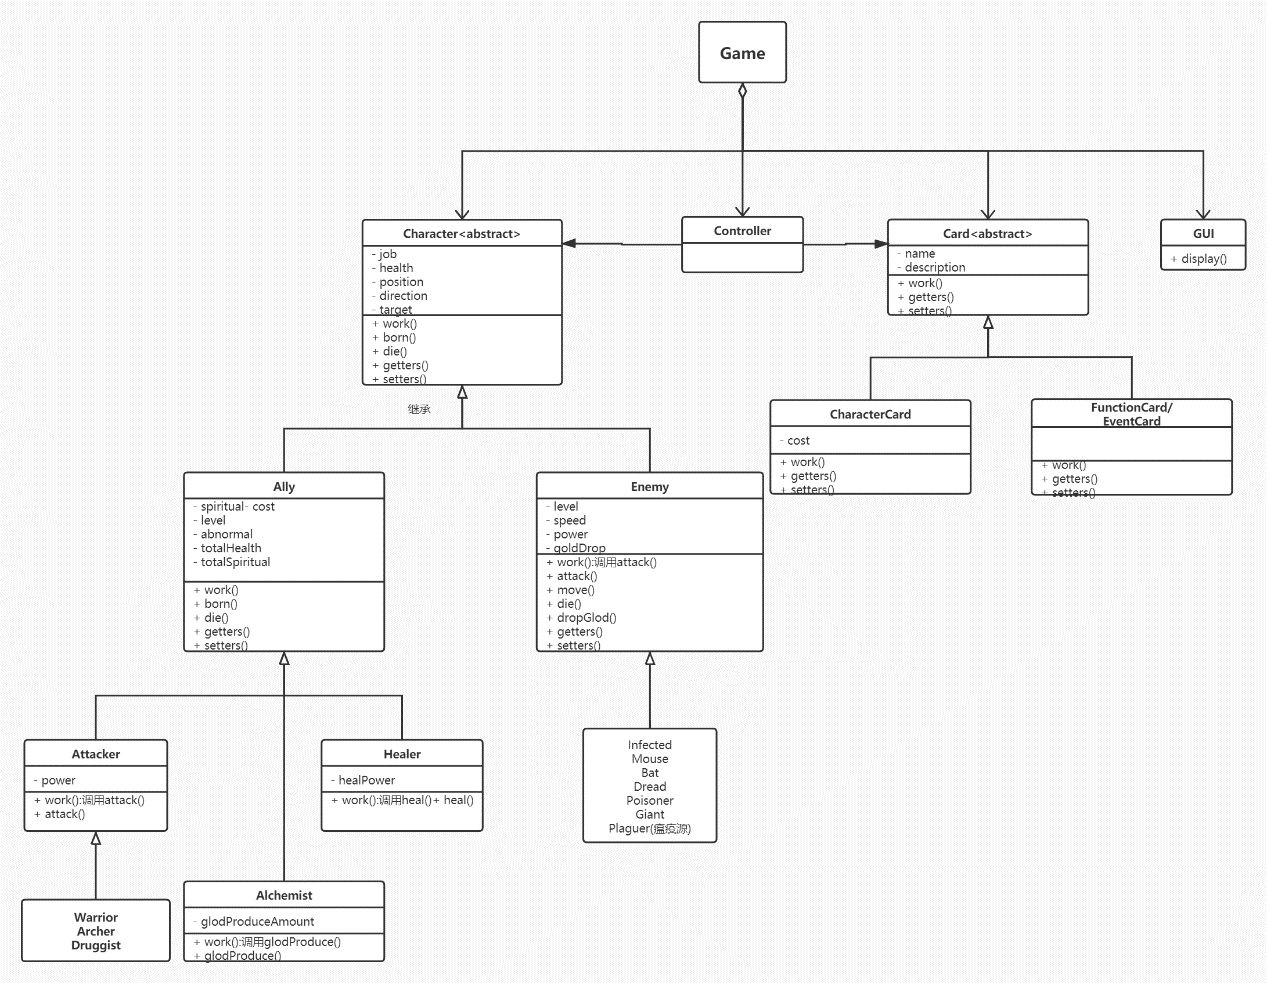 Game
Character<abstract>
- job
- health
- position
- direction
- target
+ work()
+ born()
+ die()
+ getters()
+ setters()
Controller
Card<abstract>
- name
- description
+ work()
+ getters()
+ setters()
GUI
+ display()
继承
CharacterCard
- cost
+ work()
+ getters()
+ setters()
FunctionCard/
EventCard
+ work()
+ getters()
+ setters()
Ally
- spiritual- cost
- level
- abnormal
- totalHealth
- totalSpiritual
+ work()
+ born()
+ die()
+ getters()
+ setters()
Enemy
- level
- speed
- power
- goldDrop
+ work():调用attack()
+ attack()
+ move()
+ die()
+ dropGlod()
+ getters()
+ setters()
Attacker
- power
+ work():调用attack()
+ attack()
Healer
- healPower
+ work():调用heal()+ heal()
Infected
Mouse
Bat
Dread
Poisoner
Giant
Plaguer(瘟疫源)
Warrior
Archer
Druggist
Alchemist
- glodProduceAmount
+ work():调用glodProduce()
+ glodProduce()